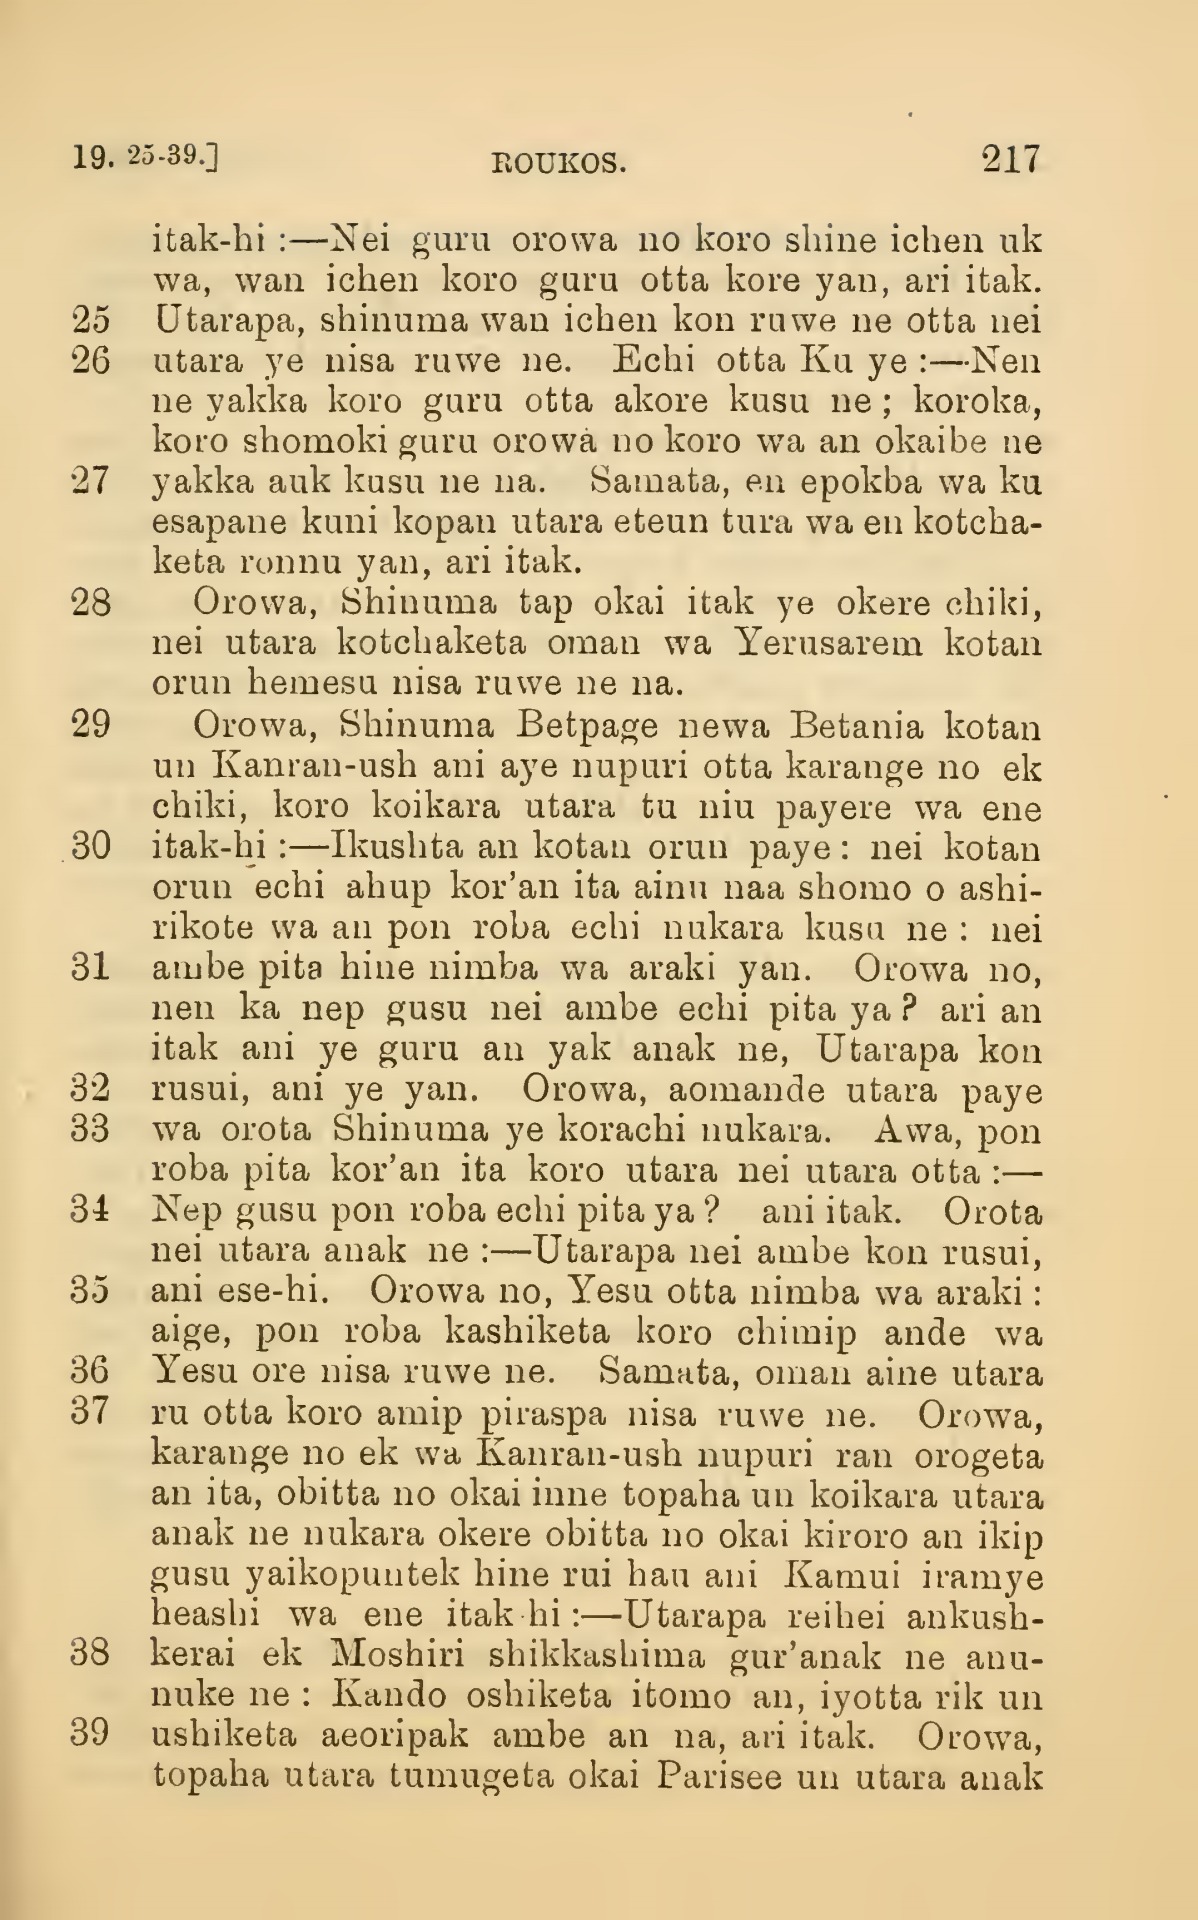 19. 25-39.] ROUKOS. 217
itak-hi :—Nei guru orowa no koro shine ichen uk
wa, wan ichen koro guru otta kore yan, ari itak.
25 Utarapa, shinuma wan ichen kon ruwe ne otta nei
26 utara ye nisa ruwe ne. Echi otta Ku ye :—Nen
ne yakka koro guru otta akore kusu ne ; koroka,
koro shomoki guru orowa no koro wa an okaibe ne
27 yakka auk kusu ne na. Samata, en epokba wa ku
esapane kuni kopan utara eteun tura wa en kotcha-
keta ronnu yan, ari itak.
28 Orowa, Shinuma tap okai itak ye okere chiki,
nei utara kotchaketa oman wa Yerusarem kotan
orun hemesu nisa ruwe ne na.
29 Orowa, Shinuma Betpage newa Betania kotan
un Kanran-ush ani aye nupuri otta karange no ek
chiki, koro koikara utara tu niu payere wa ene
30 itak-hi :—Ikushta an kotan orun paye : nei kotan
orun echi ahup kor'an ita ainu naa shomo o ashi-
rikote wa an pon roba echi nukara kusu ne : nei
31 ambe pita hine nimba wa araki yan. Orowa no,
nen ka nep gusu nei ambe echi pita ya ? ari an
itak ani ye guru an yak anak ne, Utarapa kon
32 rusui, ani ye yan. Orowa, aomande utara paye
33 wa orota Shinuma ye korachi nukara. Awa, pon
roba pita kor'an ita koro utara nei utara otta :—
34 Nep gusu pon roba echi pita ya ? ani itak. Orota
nei utara anak ne :—Utarapa nei ambe kon rusui,
35 ani ese-hi. Orowa no, Yesu otta nimba wa araki :
aige, pon roba kashiketa koro chimip ande wa
36 Yesu ore nisa ruwe ne. Samata, oman aine utara
37 ru otta koro amip piraspa nisa ruwe ne. Orowa,
karange no ek wa Kanran-ush nupuri ran orogeta
an ita, obitta no okai inne topaha un koikara utara
anak ne nukara okere obitta no okai kiroro an ikip
gusu yaikopuntek hine rui hau ani Kamui iramye
heashi wa ene itak-hi :—Utarapa reihei ankush-
38 kerai ek Moshiri shikkashima gur'anak ne anu-
nuke ne : Kando oshiketa itomo an, iyotta rik un
39 ushiketa aeoripak ambe an na, ari itak. Orowa,
topaha utara tumugeta okai Parisee un utara anak